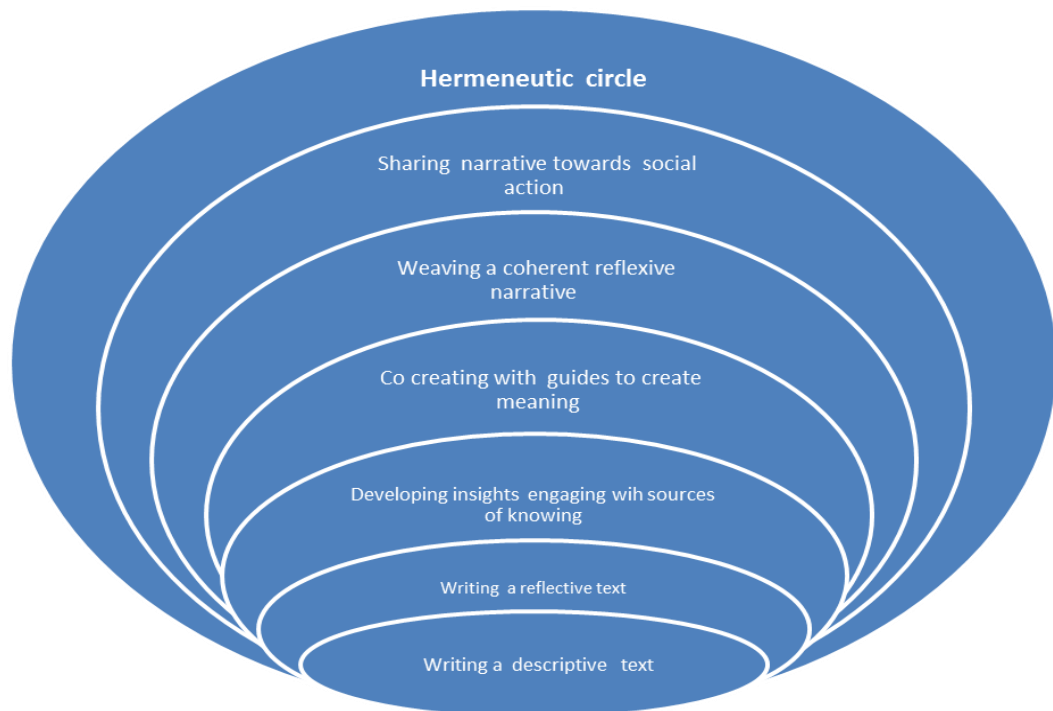 Hermeneutic circle
Sharing narrative towards social
action
Weaving a coherent reflexive
narrative
Co creating with guides to create
meaning
Developing insights engaging wih sources
of knowing
Writing a reflective text
Writing a descriptive text